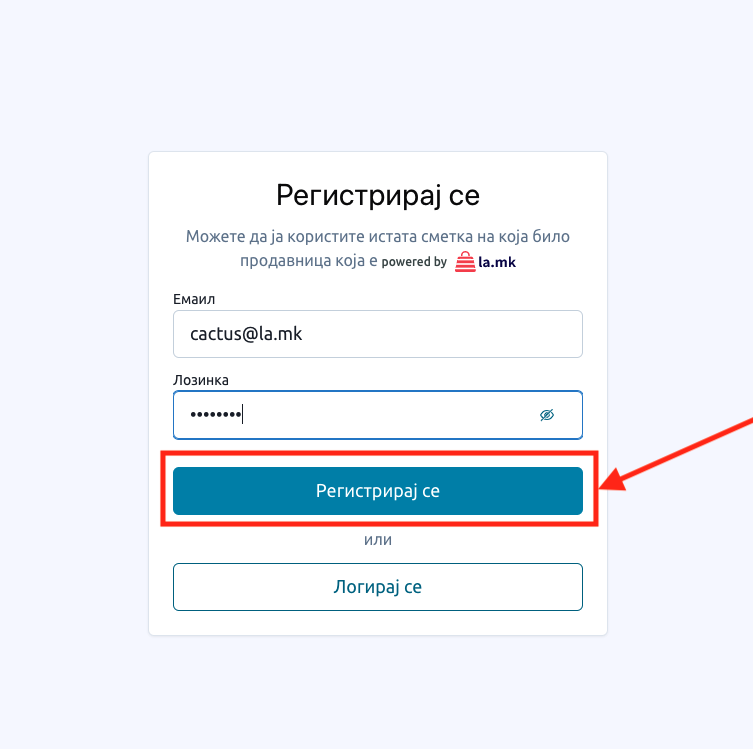 Регистрирај се
Можете да ја користите истата сметка на која било
продавница која е powered by la.mk
Емаил
cactus@la.mk
Лозинка
••••••••
Регистрирај се
или
Логирај се